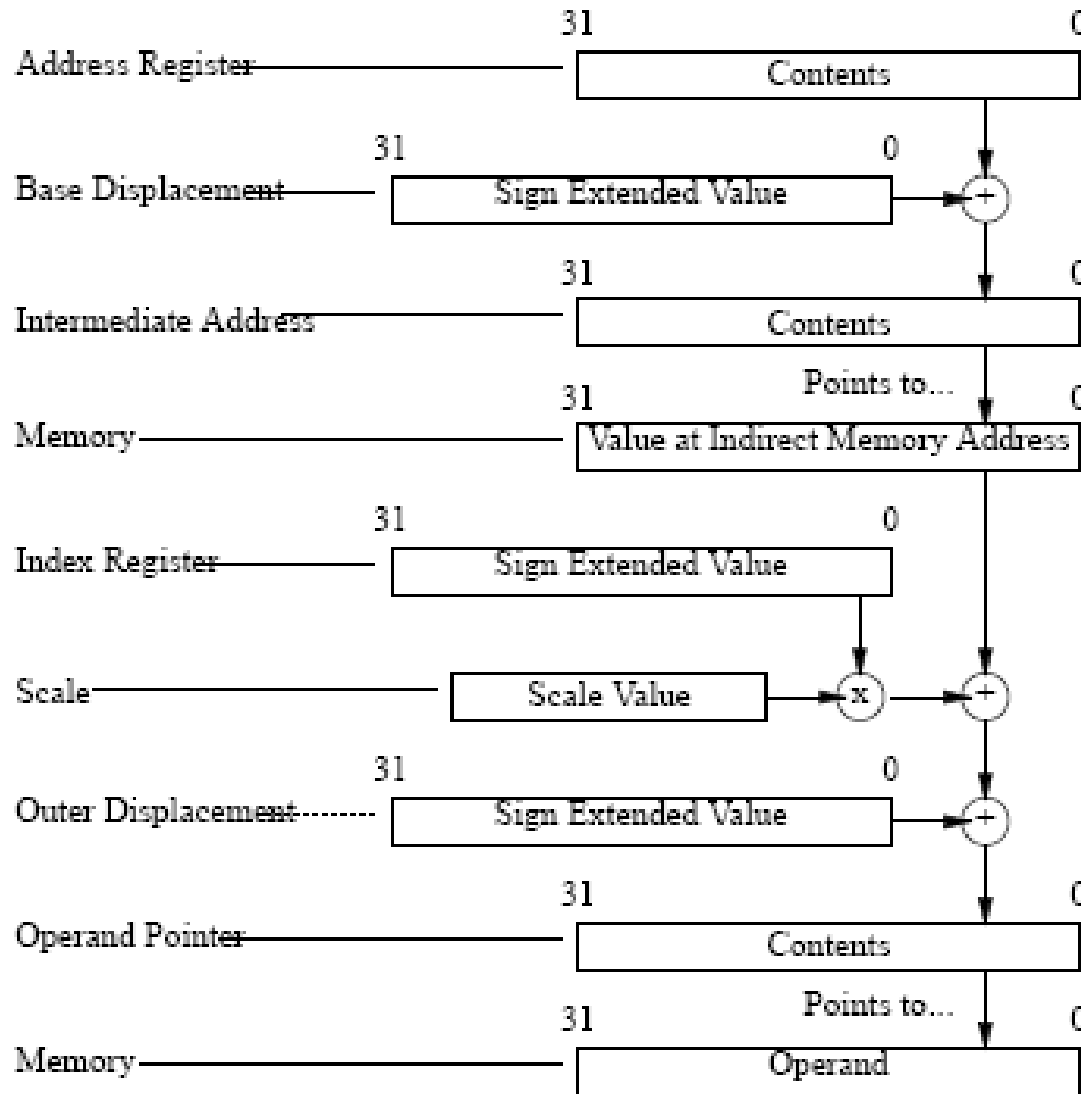 31 0
Address Register Contents
31 0
Base Displacement Sign Extended Value +
31 0
Intermediate Address Contents
Points to...
31 0
Memory Value at Indirect Memory Address
31 0
Index Register Sign Extended Value
Scale Scale Value x +
31 0
Outer Displacement Sign Extended Value +
31 0
Operand Pointer Contents
Points to...
31 0
Memory Operand